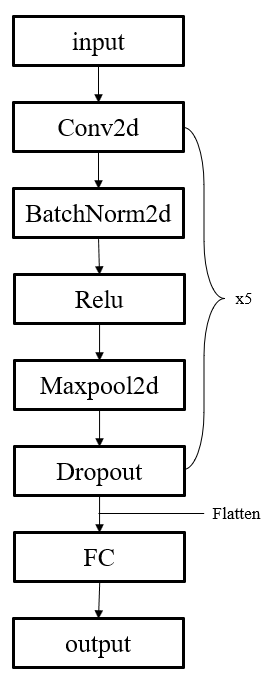 input
Conv2d
BatchNorm2d
Relu
x5
Maxpool2d
Dropout
Flatten
FC
output